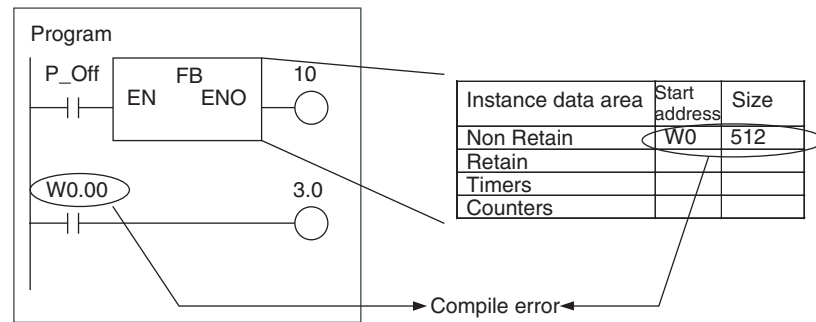 Program
P_Off
FB
10
EN ENO
W0.00
3.0
Instance data area Start address Size
Non Retain W0 512
Retain
Timers
Counters
Compile error